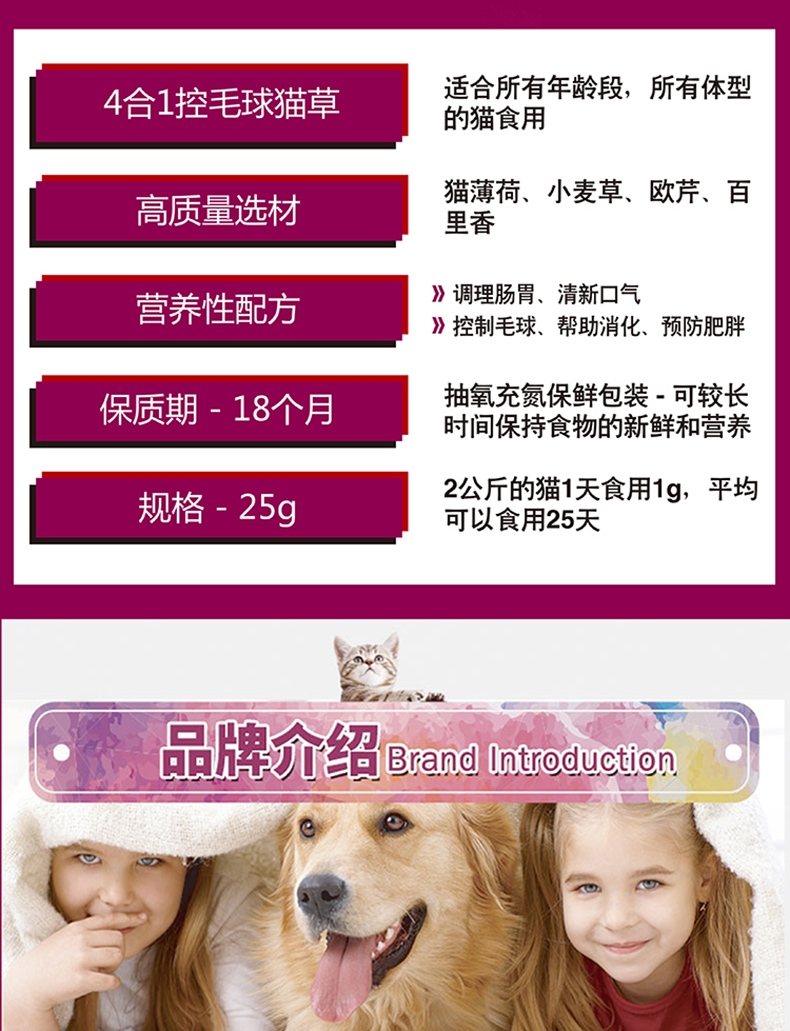 4合1控毛球猫草
适合所有年龄段，所有体型
的猫食用
高质量选材
猫薄荷、小麦草、欧芹、百
里香
营养性配方
》调理肠胃、清新口气
》控制毛球、帮助消化、预防肥胖
保质期 - 18个月
抽氧充氮保鲜包装 - 可较长
时间保持食物的新鲜和营养
规格 - 25g
2公斤的猫1天食用1g，平均
可以食用25天
品牌介绍 Brand Introduction